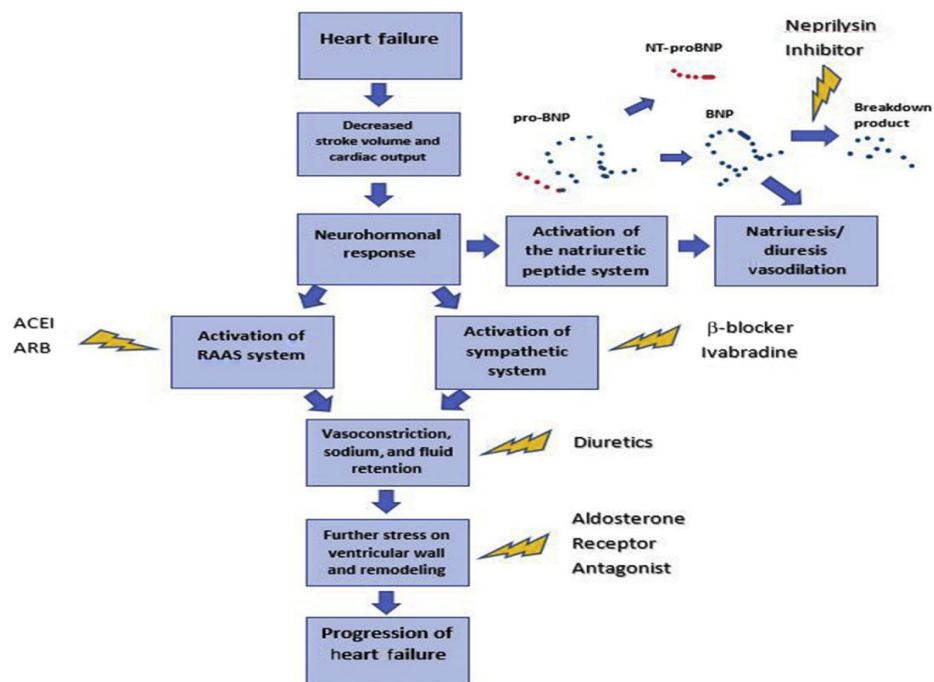 Heart failure
Decreased
stroke volume and
cardiac output
Neurohormonal
response
pro-BNP
NT-proBNP
BNP
Neprilysin
Inhibitor
Breakdown
product
Activation of
the natriuretic
peptide system
Natriuresis/
diuresis
vasodilation
ACEI
ARB
Activation of
RAAS system
Activation of
sympathetic
system
β-blocker
Ivabradine
Vasoconstriction,
sodium, and fluid
retention
Diuretics
Further stress on
ventricular wall
and remodeling
Aldosterone
Receptor
Antagonist
Progression of
heart failure